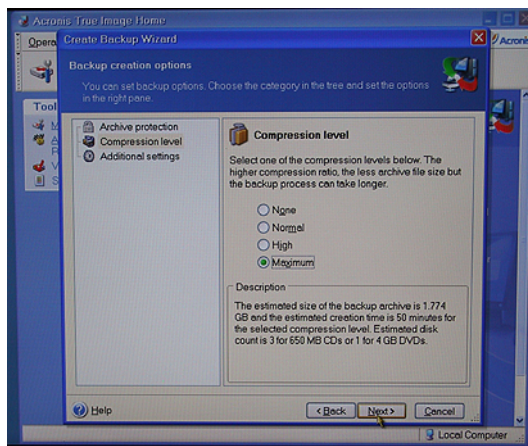 Acronis True Image Home
Opera
Create Backup Wizard
Acronis
Backup creation options
You can set backup options. Choose the category in the tree and set the options
in the right pane.
Tool
Archive protection
Compression level
Additional settings
Compression level
Select one of the compression levels below. The
higher compression ratio, the less archive file size but
the backup process can take longer.
None
Normal
High
Maximum
Description
The estimated size of the backup archive is 1.774
GB and the estimated creation time is 50 minutes for
the selected compression level. Estimated disk
count is 3 for 650 MB CDs or 1 for 4 GB DVDs.
Help
< Back
Next >
Cancel
Local Computer